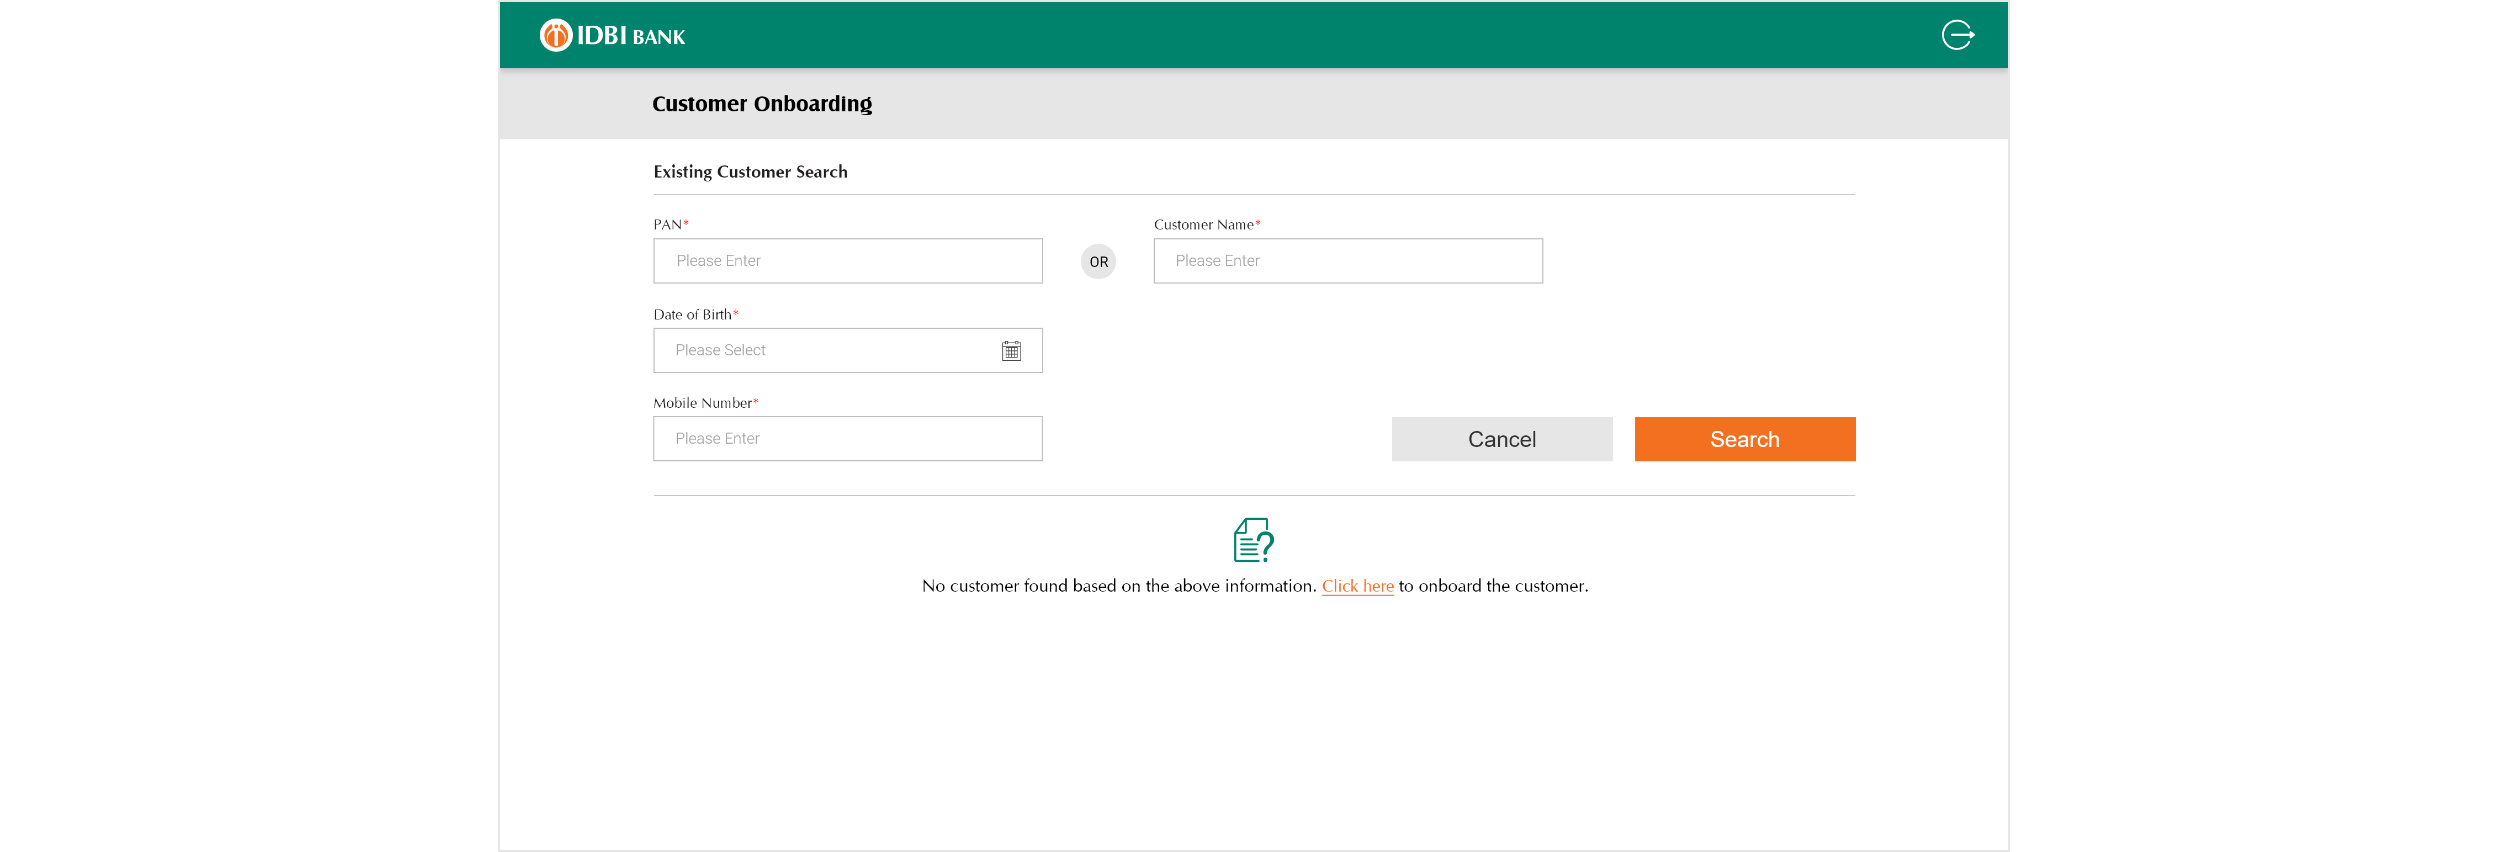 IDBI BANK
Customer Onboarding
Existing Customer Search
PAN*
Customer Name*
Please Enter
OR
Please Enter
Date of Birth*
Please Select
Mobile Number*
Please Enter
Cancel
Search
No customer found based on the above information. Click here to onboard the customer.